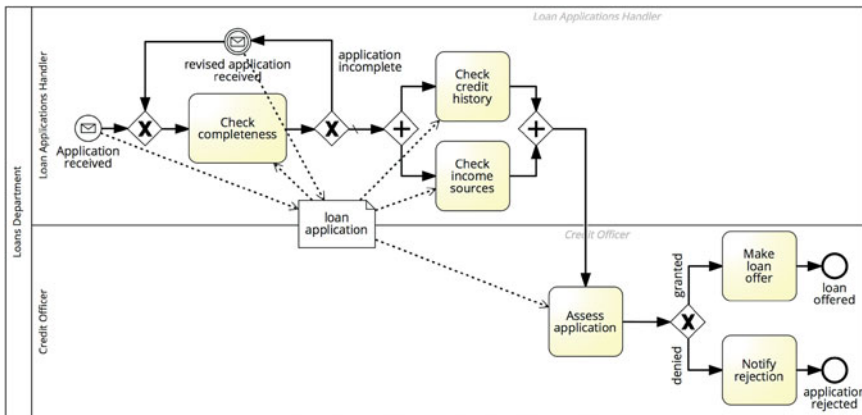 Loan Applications Handler
Loans Department
Loan Applications Handler
revised application
received
application
incomplete
Check
credit
history
Application
received
Check
completeness
Check
income
sources
loan
application
Credit Officer
Credit Officer
Assess
application
granted
Make
loan
offer
loan
offered
denied
Notify
rejection
application
rejected